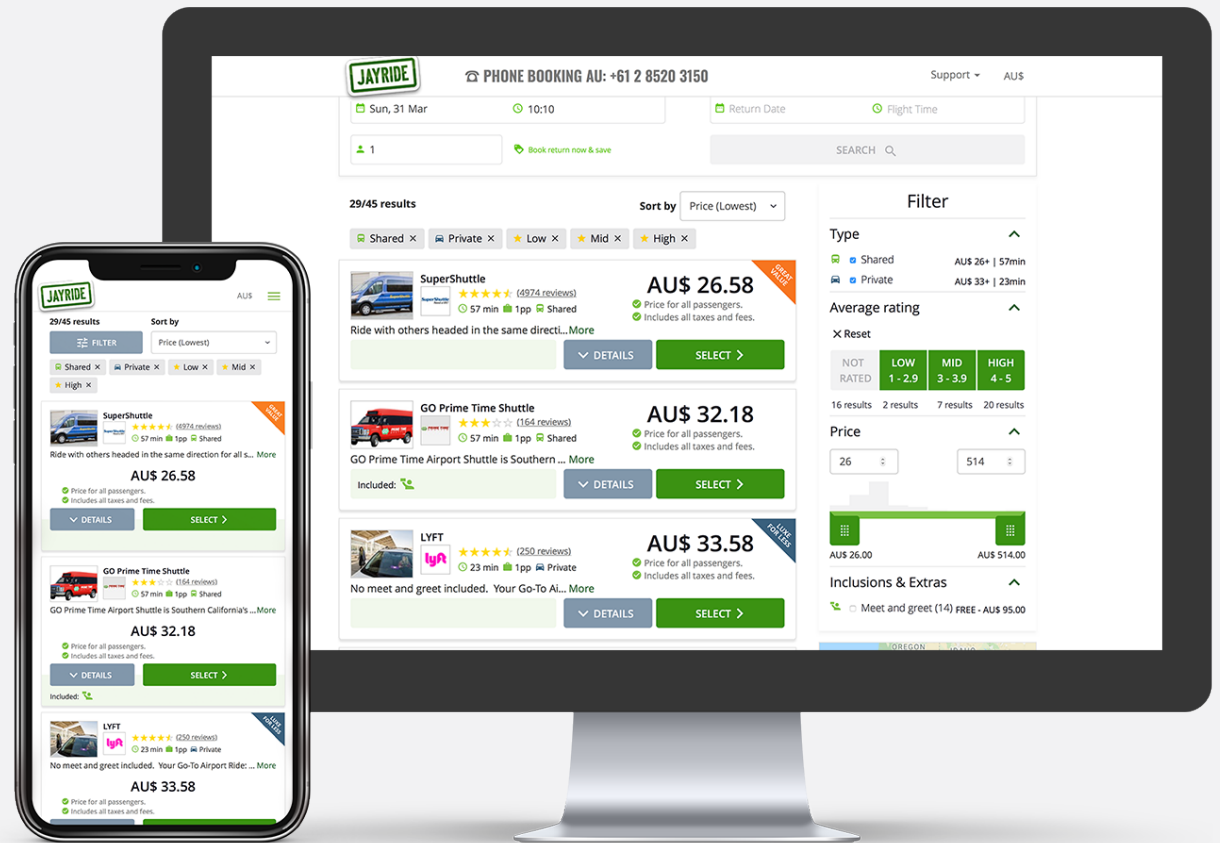 JAYRIDE
PHONE BOOKING AU: +61 2 8520 3150
Support
AU$
Sun, 31 Mar
10:10
Return Date
Flight Time
1
Book return now & save
SEARCH
29/45 results
Sort by
Price (Lowest)
Shared ×
Private ×
Low ×
Mid ×
High ×
SuperShuttle
(4974 reviews)
57 min 1pp Shared
Ride with others headed in the same directi...More
AU$ 26.58
Price for all passengers.
Includes all taxes and fees.
GREAT
VALUE
DETAILS
SELECT
GO Prime Time Shuttle
(164 reviews)
57 min 1pp Shared
GO Prime Time Airport Shuttle is Southern ... More
AU$ 32.18
Price for all passengers.
Includes all taxes and fees.
Included:
DETAILS
SELECT
LYFT
lyft
(250 reviews)
23 min 1pp Private
No meet and greet included. Your Go-To Ai... More
AU$ 33.58
Price for all passengers.
Includes all taxes and fees.
LUXE
FOR LESS
DETAILS
SELECT
Filter
Type
Shared AU$ 26+ | 57min
Private AU$ 33+ | 23min
Average rating
× Reset
NOT
RATED
LOW
1 - 2.9
MID
3 - 3.9
HIGH
4 - 5
16 results 2 results 7 results 20 results
Price
26
514
AU$ 26.00
AU$ 514.00
Inclusions & Extras
Meet and greet (14) FREE - AU$ 95.00
OREGON
IDAHO
JAYRIDE
AU$
29/45 results
Sort by
FILTER
Price (Lowest)
Shared ×
Private ×
Low ×
Mid ×
High ×
SuperShuttle
(4974 reviews)
57 min 1pp Shared
GREAT
VALUE
Ride with others headed in the same direction for all s... More
AU$ 26.58
Price for all passengers.
Includes all taxes and fees.
DETAILS
SELECT
GO Prime Time Shuttle
(164 reviews)
57 min 1pp Shared
GO Prime Time Airport Shuttle is Southern California's ...More
AU$ 32.18
Price for all passengers.
Includes all taxes and fees.
DETAILS
SELECT
Included:
LYFT
lyft
(250 reviews)
23 min 1pp Private
LUXE
FOR LESS
No meet and greet included. Your Go-To Airport Ride: ... More
AU$ 33.58
Price for all passengers.
Includes all taxes and fees.